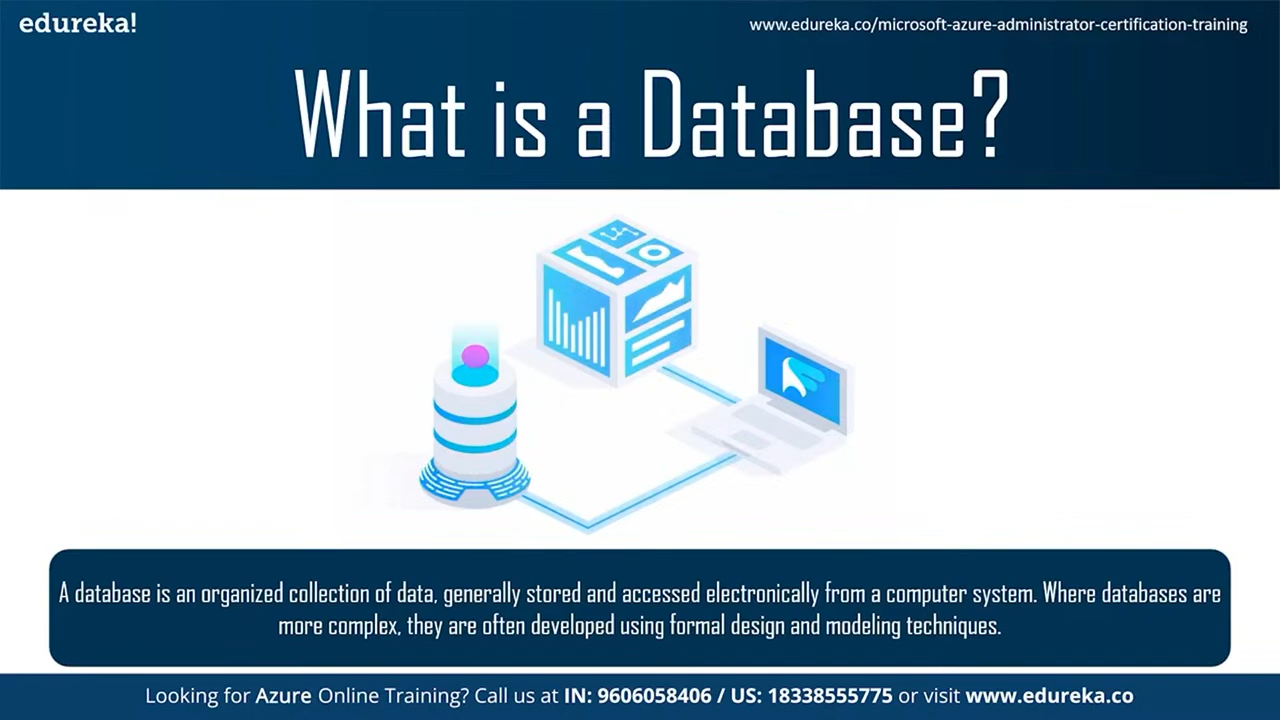 edureka!
www.edureka.co/microsoft-azure-administrator-certification-training
What is a Database?
A database is an organized collection of data, generally stored and accessed electronically from a computer system. Where databases are
more complex, they are often developed using formal design and modeling techniques.
Looking for Azure Online Training? Call us at IN: 9606058406 / US: 18338555775 or visit www.edureka.co